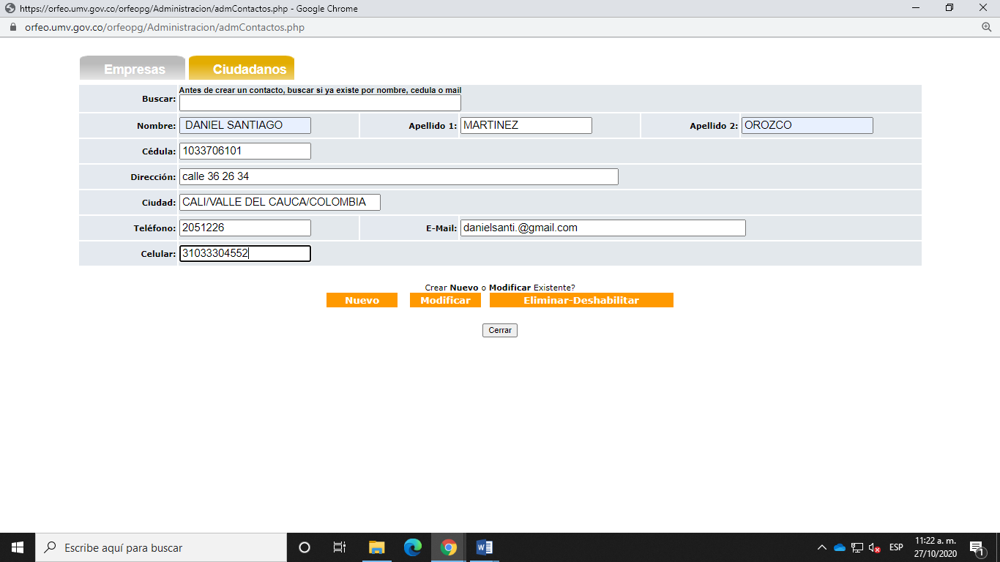 https://orfeo.umv.gov.co/orfeopg/Administracion/admContactos.php - Google Chrome
orfeo.umv.gov.co/orfeopg/Administracion/admContactos.php
Empresas Ciudadanos
Antes de crear un contacto, buscar si ya existe por nombre, cedula o mail
Buscar:
Nombre: DANIEL SANTIAGO Apellido 1: MARTINEZ Apellido 2: OROZCO
Cédula: 1033706101
Dirección: calle 36 26 34
Ciudad: CALI/VALLE DEL CAUCA/COLOMBIA
Teléfono: 2051226 E-Mail: danielsanti.@gmail.com
Celular: 31033304552
Crear Nuevo o Modificar Existente?
Nuevo Modificar Eliminar-Deshabilitar
Cerrar
Escribe aquí para buscar
ESP
11:22 a. m.
27/10/2020
1